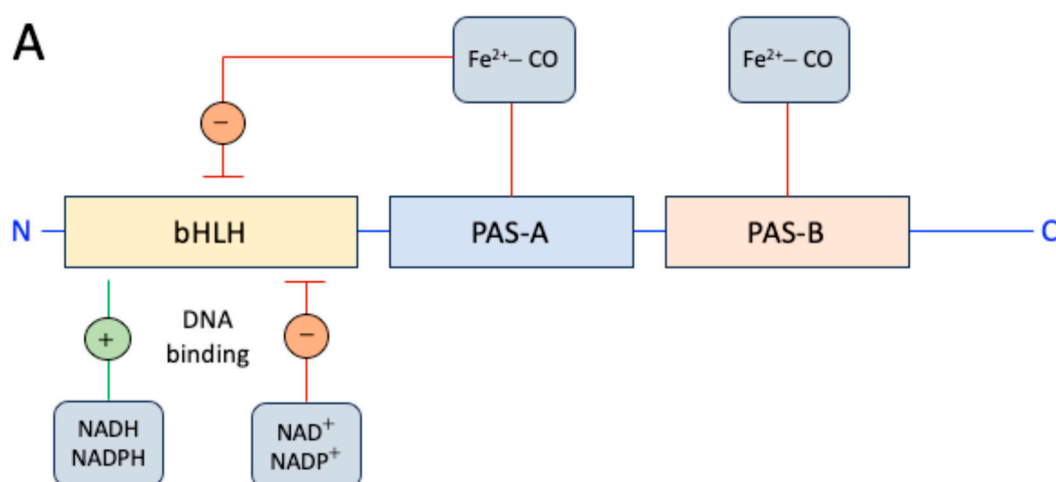 A
Fe²⁺– CO
Fe²⁺– CO
−
N
bHLH
PAS-A
PAS-B
C
+
DNA
binding
−
NADH
NADPH
NAD⁺
NADP⁺